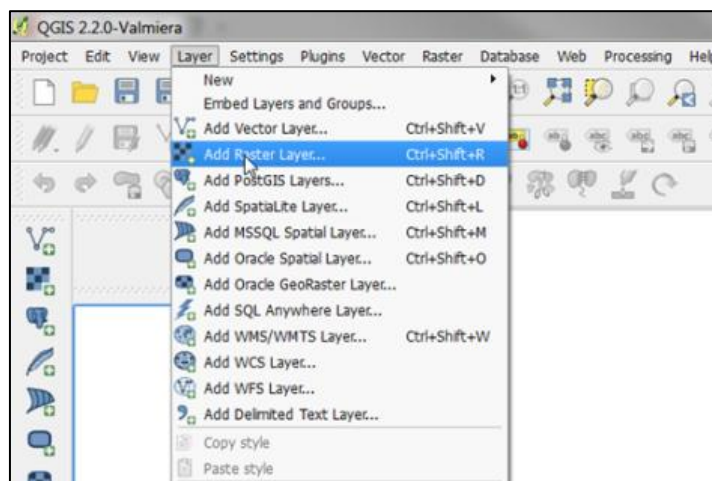 QGIS 2.2.0-Valmiera
Project Edit View Layer Settings Plugins Vector Raster Database Web Processing Help
New
Embed Layers and Groups...
Add Vector Layer... Ctrl+Shift+V
Add Raster Layer... Ctrl+Shift+R
Add PostGIS Layers... Ctrl+Shift+D
Add SpatiaLite Layer... Ctrl+Shift+L
Add MSSQL Spatial Layer... Ctrl+Shift+M
Add Oracle Spatial Layer... Ctrl+Shift+O
Add Oracle GeoRaster Layer...
Add SQL Anywhere Layer...
Add WMS/WMTS Layer... Ctrl+Shift+W
Add WCS Layer...
Add WFS Layer...
Add Delimited Text Layer...
Copy style
Paste style